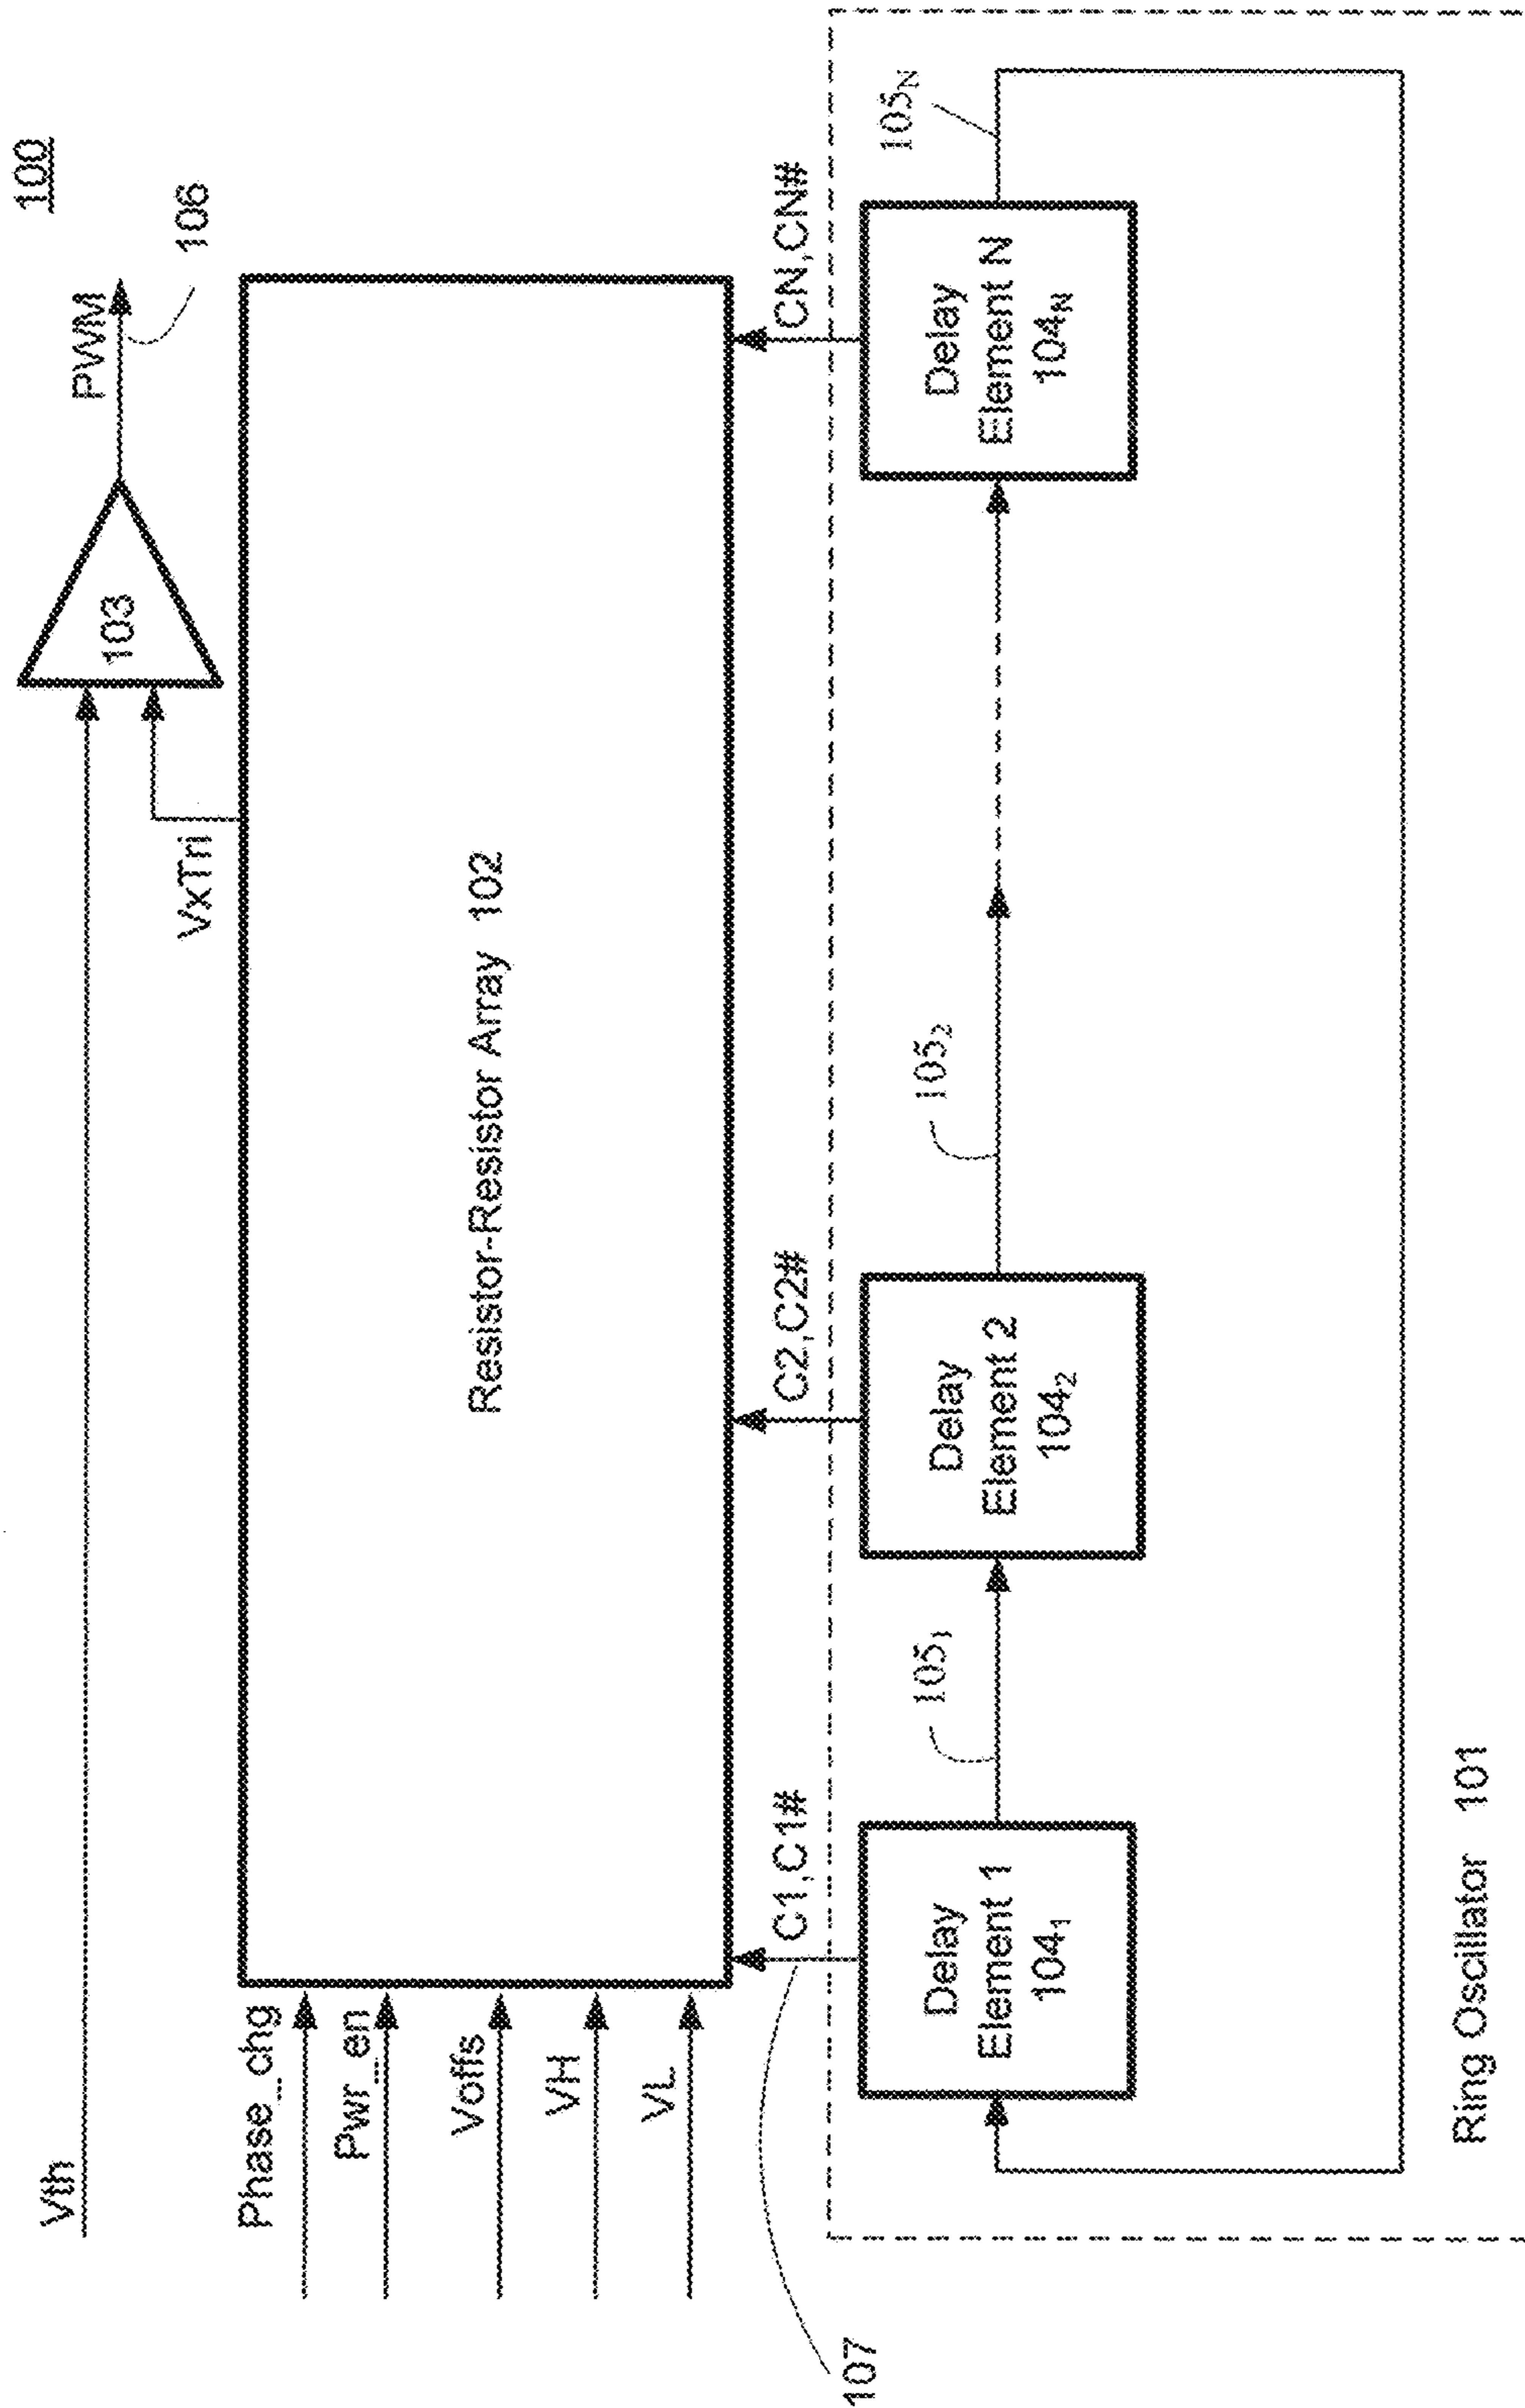 100
Vth
PWM
106
103
VxTri
Phase_chg
Pwr_en
Voffs
VH
VL
Resistor-Resistor Array 102
107
C1,C1#
C2,C2#
CN,CN#
Delay
Element 1
104₁
105₁
Delay
Element 2
104₂
105₂
Delay
Element N
104N
105N
Ring Oscillator 101